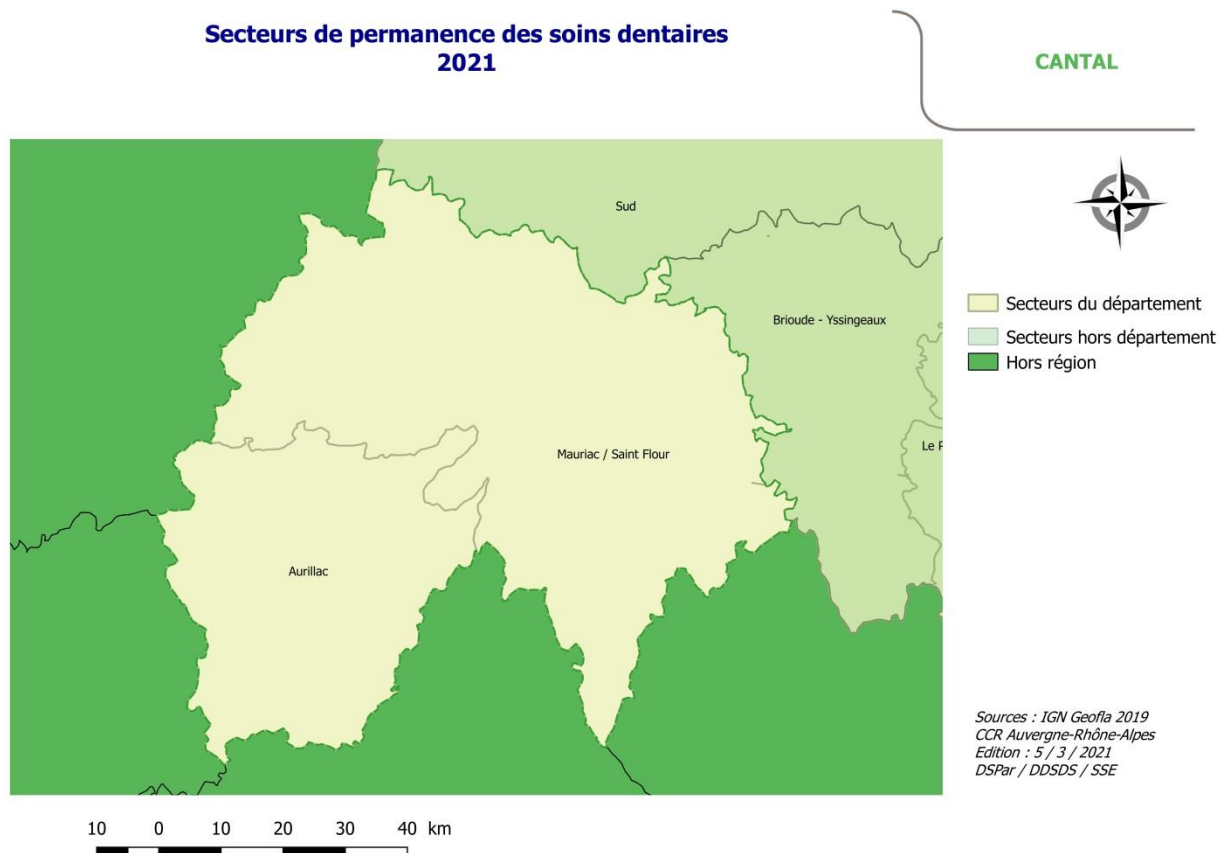 Secteurs de permanence des soins dentaires
2021
CANTAL
Sud
Brioude - Yssingeaux
Le P
Mauriac / Saint Flour
Aurillac
Secteurs du département
Secteurs hors département
Hors région
Sources : IGN Geofla 2019
CCR Auvergne-Rhône-Alpes
Edition : 5 / 3 / 2021
DSPar / DDSDS / SSE
10 0 10 20 30 40 km